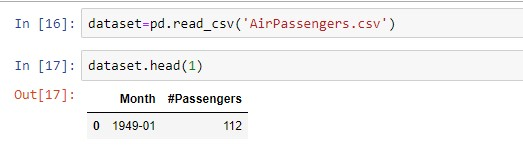 In [16]: dataset=pd.read_csv('AirPassengers.csv')
In [17]: dataset.head(1)
Out[17]:
Month #Passengers
0 1949-01 112